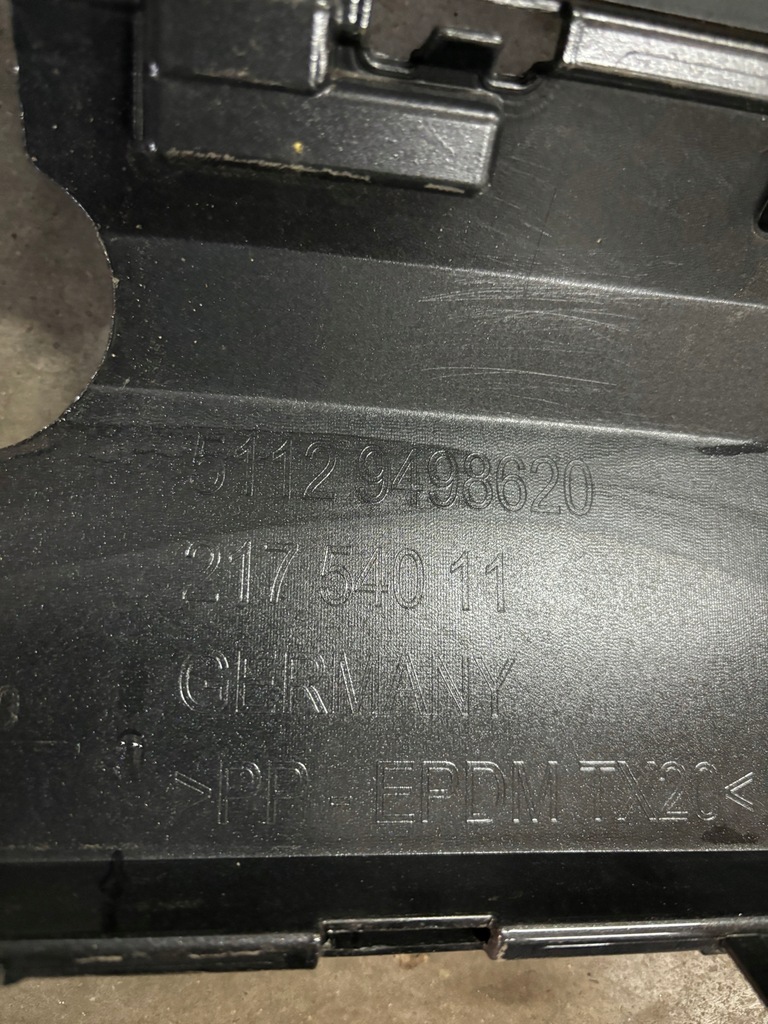 5112 9498620
217 540 11
GERMANY
>PP - EPDM TX20<